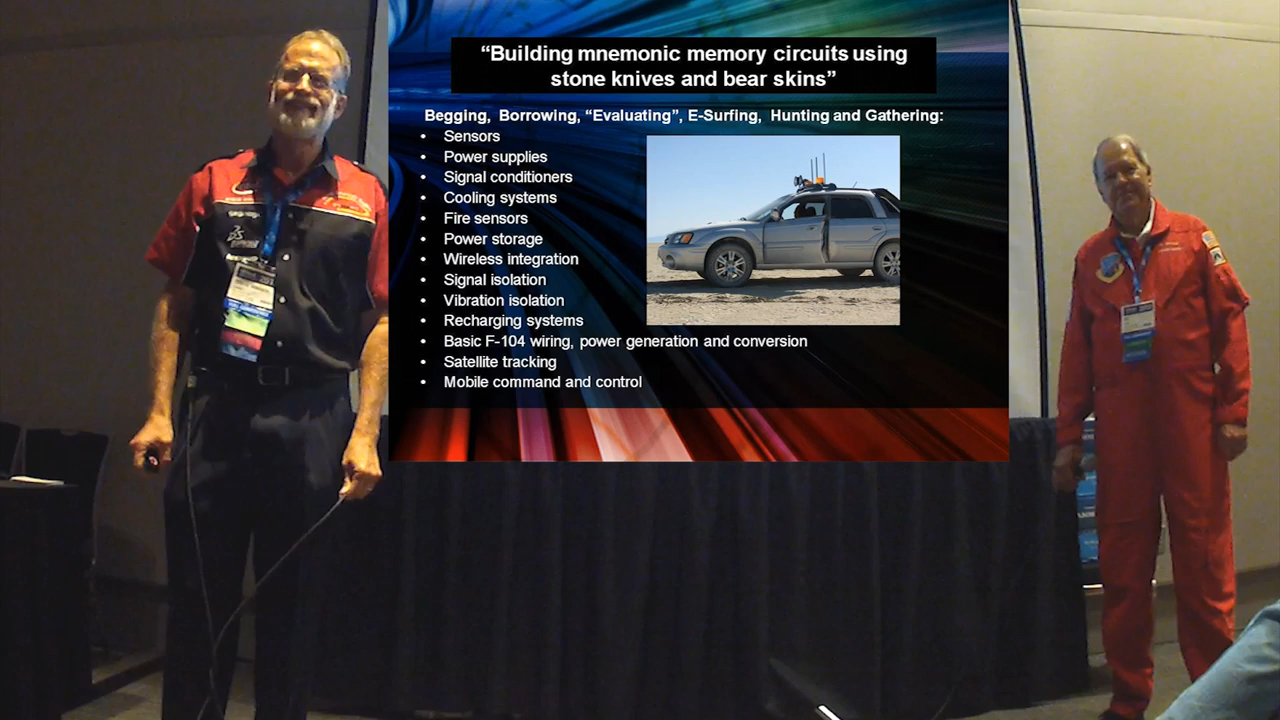 “Building mnemonic memory circuits using
stone knives and bear skins”
Begging, Borrowing, “Evaluating”, E-Surfing, Hunting and Gathering:
• Sensors
• Power supplies
• Signal conditioners
• Cooling systems
• Fire sensors
• Power storage
• Wireless integration
• Signal isolation
• Vibration isolation
• Recharging systems
• Basic F-104 wiring, power generation and conversion
• Satellite tracking
• Mobile command and control